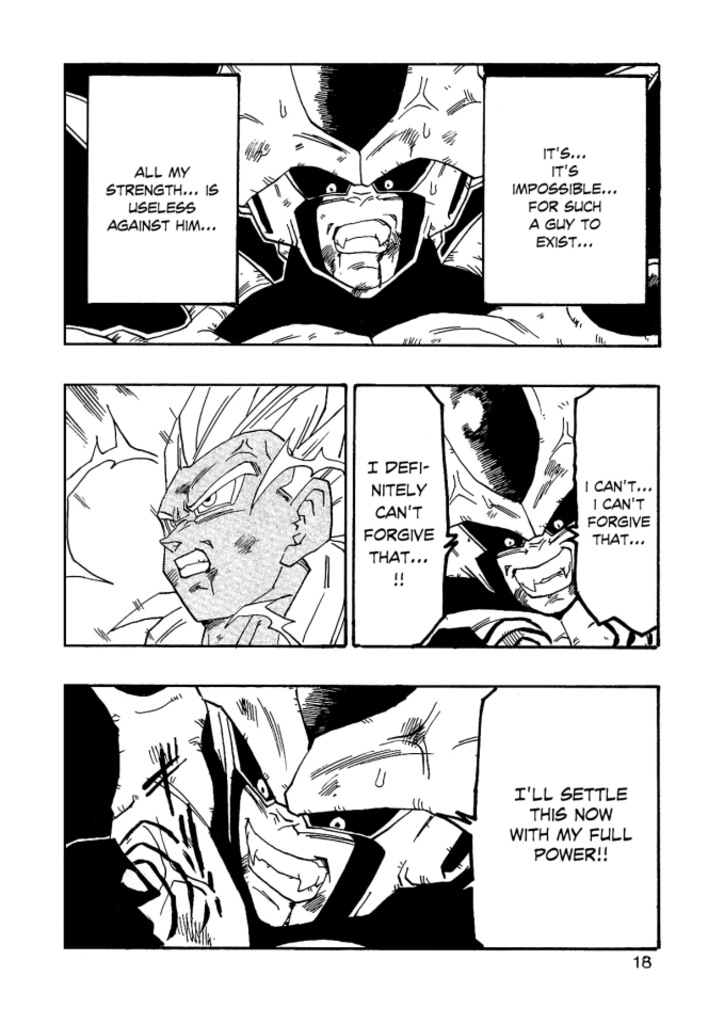 IT'S...
IT'S
IMPOSSIBLE...
FOR SUCH
A GUY TO
EXIST...
ALL MY
STRENGTH... IS
USELESS
AGAINST HIM...
I CAN'T...
I CAN'T
FORGIVE
THAT...
I DEFI-
NITELY
CAN'T
FORGIVE
THAT...
!!
I'LL SETTLE
THIS NOW
WITH MY FULL
POWER!!
18